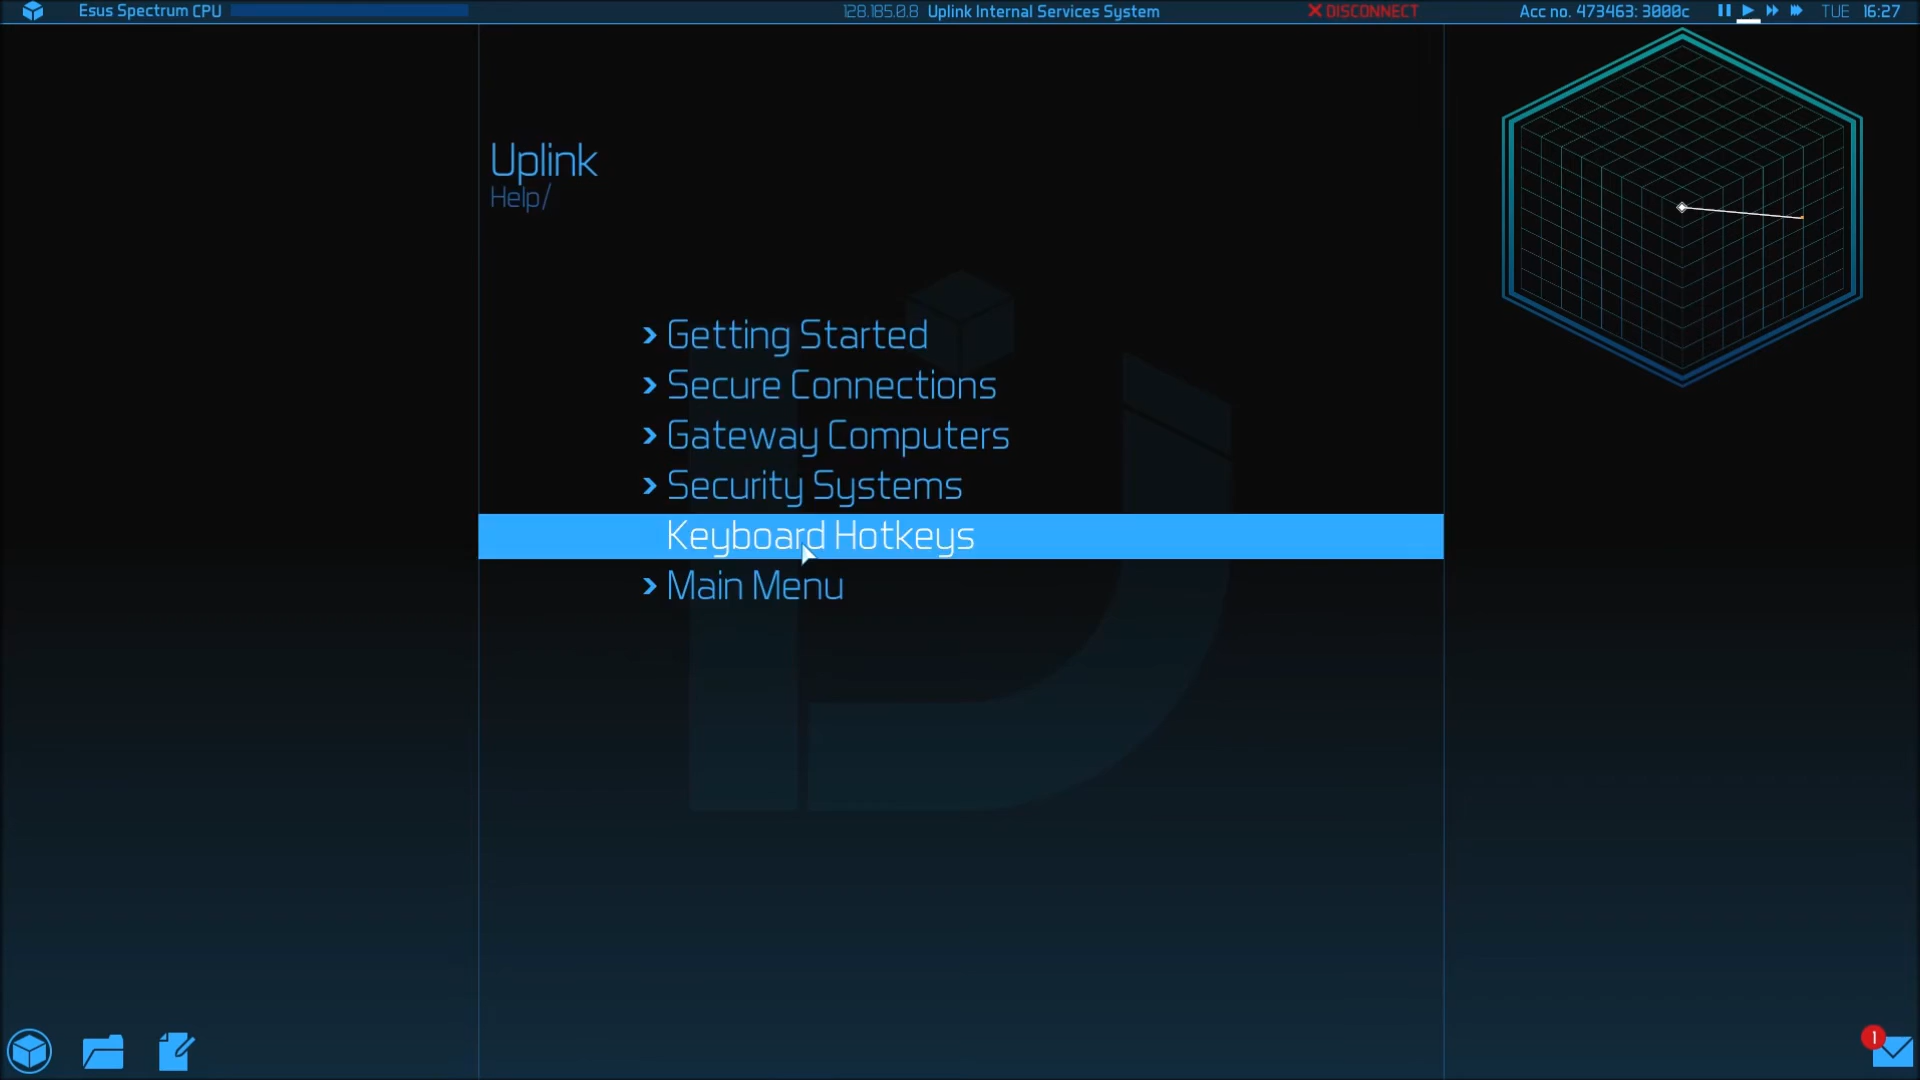 Esus Spectrum CPU
128.185.0.8 Uplink Internal Services System
DISCONNECT
Acc no. 473463: 3000c
TUE 16:27
Uplink
Help/
> Getting Started
> Secure Connections
> Gateway Computers
> Security Systems
Keyboard Hotkeys
> Main Menu
1